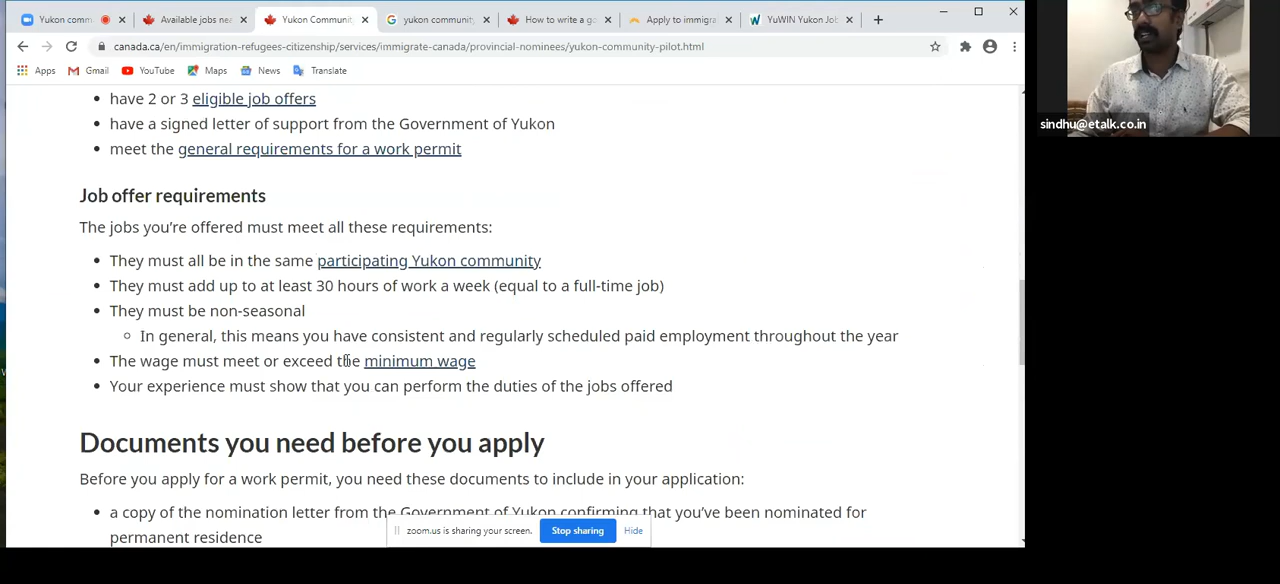 Yukon comm
Available jobs nea
Yukon Communit
yukon community
How to write a go
Apply to immigra
YuWIN Yukon Job
canada.ca/en/immigration-refugees-citizenship/services/immigrate-canada/provincial-nominees/yukon-community-pilot.html
Apps Gmail YouTube Maps News Translate
have 2 or 3 eligible job offers
have a signed letter of support from the Government of Yukon
meet the general requirements for a work permit
Job offer requirements
The jobs you’re offered must meet all these requirements:
They must all be in the same participating Yukon community
They must add up to at least 30 hours of work a week (equal to a full-time job)
They must be non-seasonal
In general, this means you have consistent and regularly scheduled paid employment throughout the year
The wage must meet or exceed the minimum wage
Your experience must show that you can perform the duties of the jobs offered
Documents you need before you apply
Before you apply for a work permit, you need these documents to include in your application:
a copy of the nomination letter from the Government of Yukon confirming that you’ve been nominated for
permanent residence
zoom.us is sharing your screen. Stop sharing Hide
sindhu@etalk.co.in